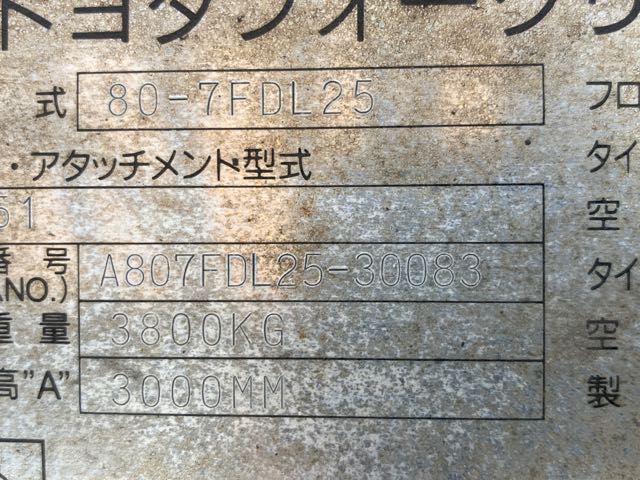 トヨタフォークリ
式 80-7FDL25 フロ
・アタッチメント型式 タイ
51 空
番号 A807FDL25-30083 タイ
NO.)
重量 3800KG 空
高"A" 3000MM 製